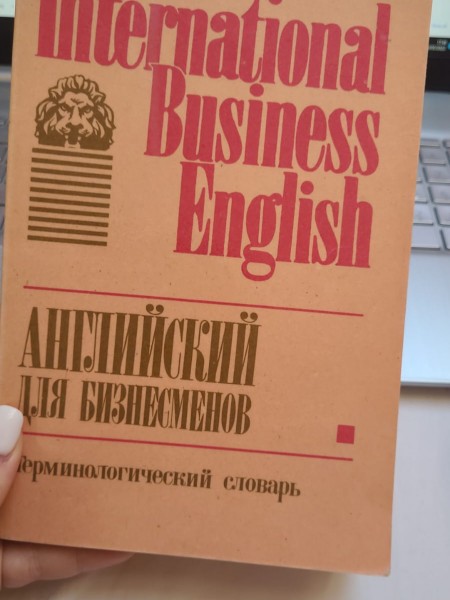 International
Business
English
АНГЛИЙСКИЙ
ДЛЯ БИЗНЕСМЕНОВ
Терминологический словарь